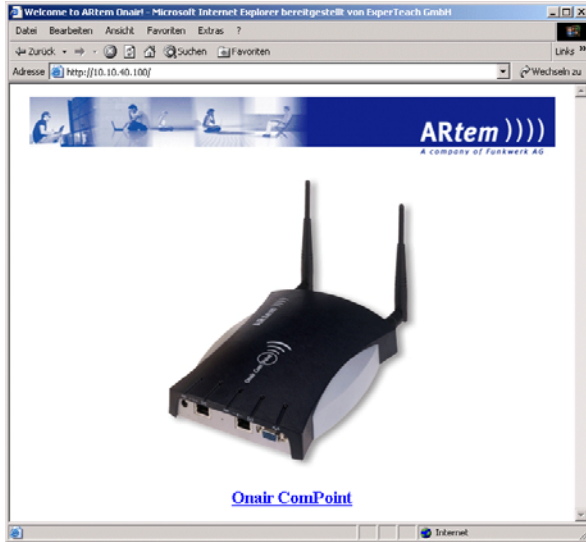 Welcome to ARtem Onair! - Microsoft Internet Explorer bereitgestellt von ExperTeach GmbH
Datei Bearbeiten Ansicht Favoriten Extras ?
Zurück Suchen Favoriten Links »
Adresse http://10.10.40.100/ Wechseln zu
ARtem ))))
A company of Funkwerk AG
ARtem ))))
Onair ComPoint
Internet